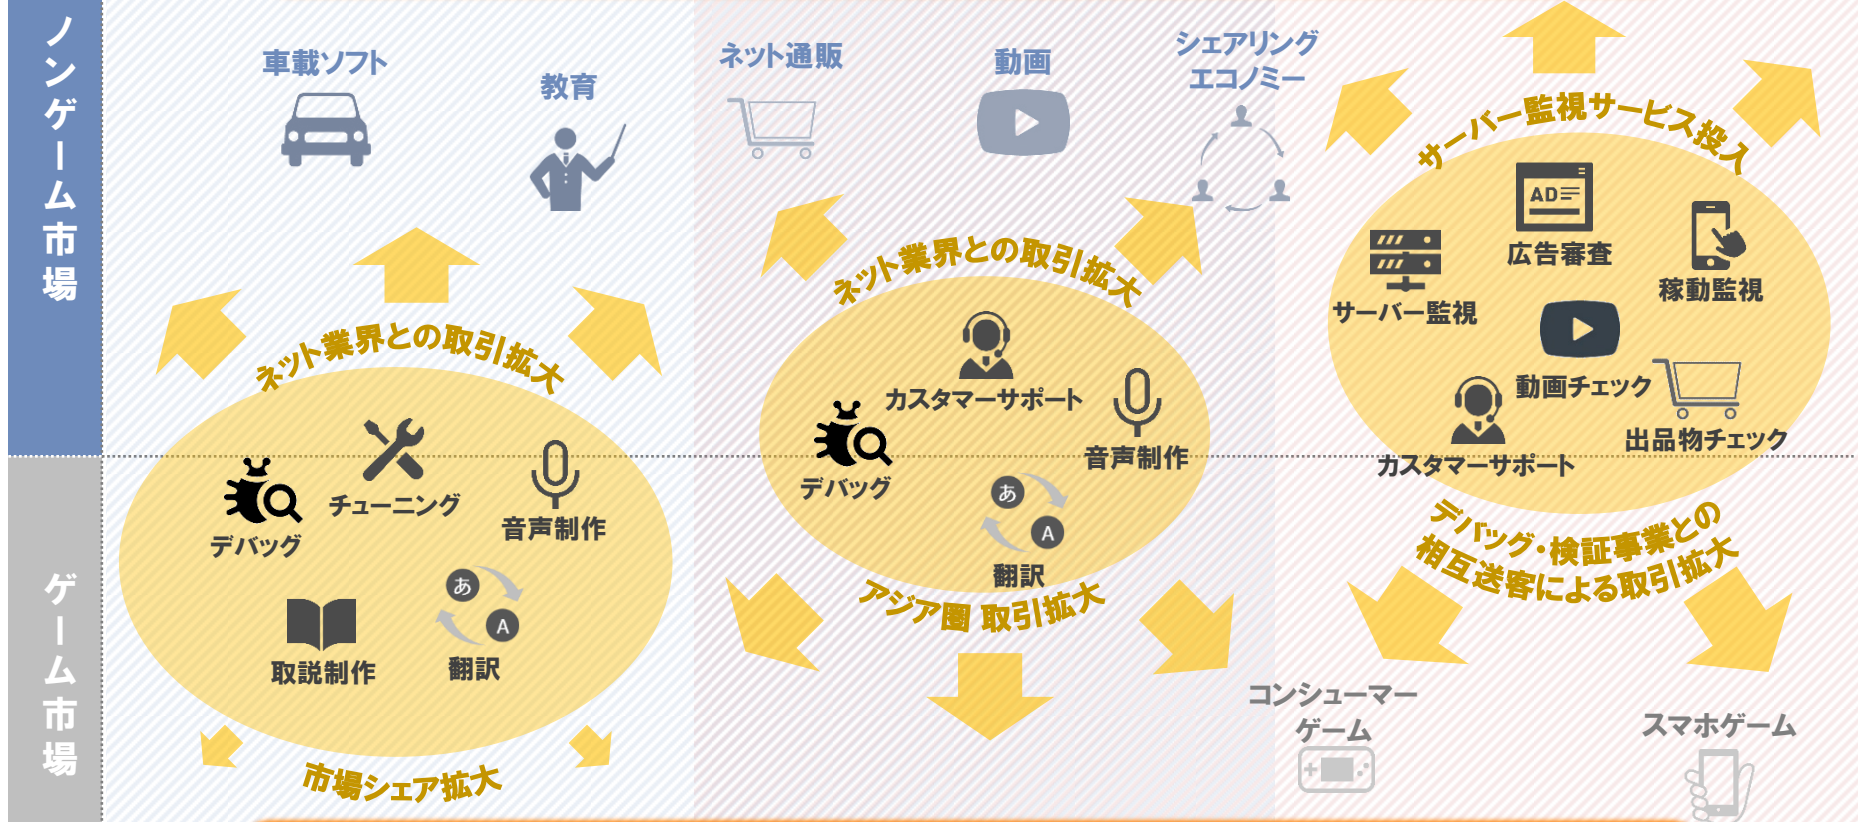 ノンゲーム市場
車載ソフト
教育
ネット業界との取引拡大
デバッグ
チューニング
音声制作
取説制作
あ
A
翻訳
市場シェア拡大
ネット通販
動画
シェアリング
エコノミー
ネット業界との取引拡大
カスタマーサポート
デバッグ
音声制作
あ
A
翻訳
アジア圏 取引拡大
サーバー監視サービス投入
AD
広告審査
サーバー監視
稼動監視
動画チェック
出品物チェック
カスタマーサポート
デバッグ・検証事業との
相互送客による取引拡大
ゲーム市場
コンシューマー
ゲーム
スマホゲーム